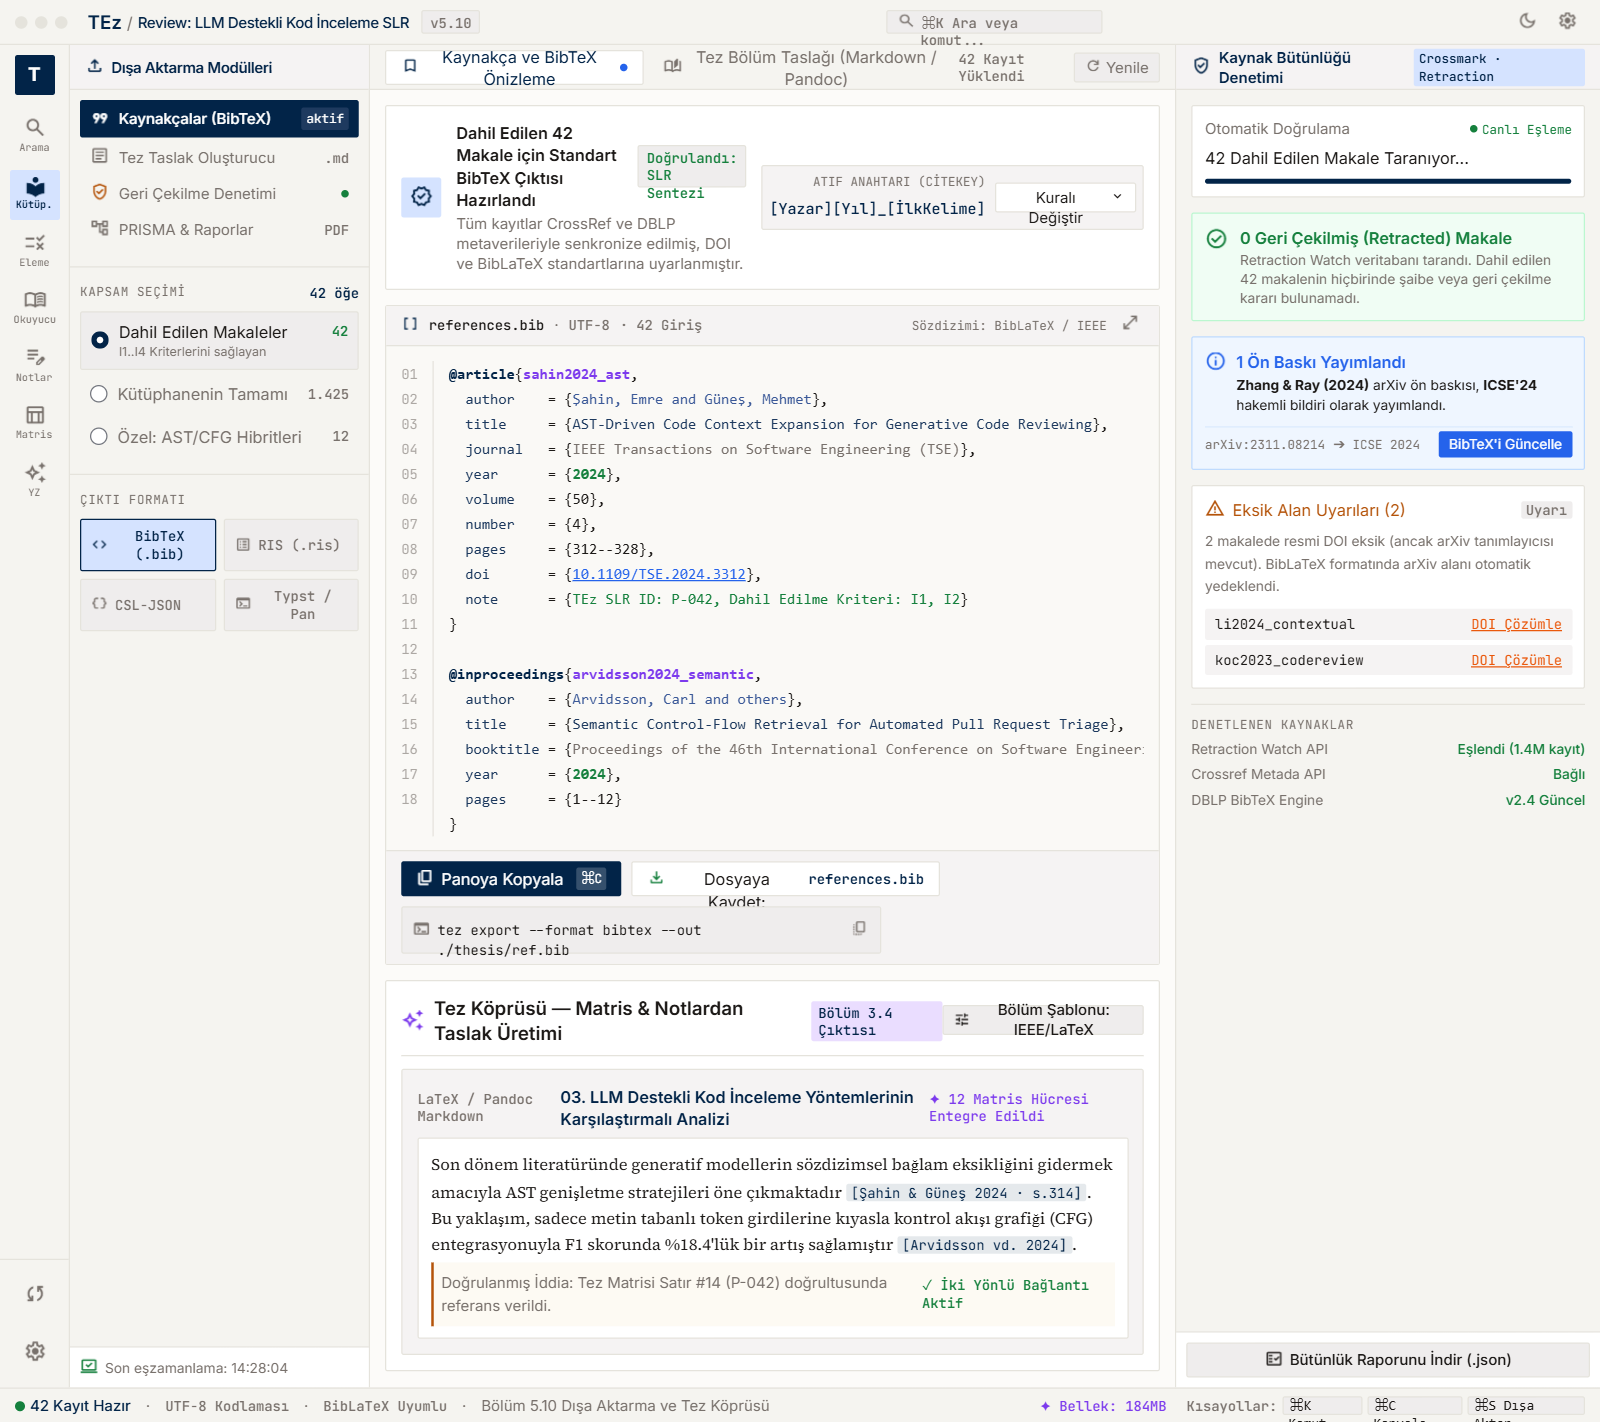 TEz / Review: LLM Destekli Kod İnceleme SLR v5.10
⌘K Ara veya
komut...
T
Arama
Kütüp.
Eleme
Okuyucu
Notlar
Matris
YZ
Dışa Aktarma Modülleri
Kaynakçalar (BibTeX) aktif
Tez Taslak Oluşturucu .md
Geri Çekilme Denetimi
PRISMA & Raporlar PDF
KAPSAM SEÇİMİ 42 öğe
Dahil Edilen Makaleler 42
I1..I4 Kriterlerini sağlayan
Kütüphanenin Tamamı 1.425
Özel: AST/CFG Hibritleri 12
ÇIKTI FORMATI
BibTeX
(.bib)
RIS (.ris)
CSL-JSON
Typst /
Pan
Son eşzamanlama: 14:28:04
Kaynakça ve BibTeX
Önizleme
Tez Bölüm Taslağı (Markdown /
Pandoc)
42 Kayıt
Yüklendi
Yenile
Dahil Edilen 42
Makale için Standart
BibTeX Çıktısı
Hazırlandı
Doğrulandı:
SLR
Sentezi
Tüm kayıtlar CrossRef ve DBLP
metaverileriyle senkronize edilmiş, DOI
ve BibLaTeX standartlarına uyarlanmıştır.
ATIF ANAHTARI (CİTEKEY)
[Yazar][Yıl]_[İlkKelime]
Kuralı
Değiştir
[] references.bib · UTF-8 · 42 Giriş
Sözdizimi: BibLaTeX / IEEE
01 @article{sahin2024_ast,
02 author = {Şahin, Emre and Güneş, Mehmet},
03 title = {AST-Driven Code Context Expansion for Generative Code Reviewing},
04 journal = {IEEE Transactions on Software Engineering (TSE)},
05 year = {2024},
06 volume = {50},
07 number = {4},
08 pages = {312--328},
09 doi = {10.1109/TSE.2024.3312},
10 note = {TEz SLR ID: P-042, Dahil Edilme Kriteri: I1, I2}
11 }
12
13 @inproceedings{arvidsson2024_semantic,
14 author = {Arvidsson, Carl and others},
15 title = {Semantic Control-Flow Retrieval for Automated Pull Request Triage},
16 booktitle = {Proceedings of the 46th International Conference on Software Engineeri
17 year = {2024},
18 pages = {1--12}
}
Panoya Kopyala ⌘C
Dosyaya
Kaydet:
references.bib
tez export --format bibtex --out
./thesis/ref.bib
Tez Köprüsü — Matris & Notlardan
Taslak Üretimi
Bölüm 3.4
Çıktısı
Bölüm Şablonu:
IEEE/LaTeX
LaTeX / Pandoc
Markdown
03. LLM Destekli Kod İnceleme Yöntemlerinin
Karşılaştırmalı Analizi
✦ 12 Matris Hücresi
Entegre Edildi
Son dönem literatüründe generatif modellerin sözdizimsel bağlam eksikliğini gidermek
amacıyla AST genişletme stratejileri öne çıkmaktadır [Şahin & Güneş 2024 · s.314].
Bu yaklaşım, sadece metin tabanlı token girdilerine kıyasla kontrol akışı grafiği (CFG)
entegrasyonuyla F1 skorunda %18.4'lük bir artış sağlamıştır [Arvidsson vd. 2024].
Doğrulanmış İddia: Tez Matrisi Satır #14 (P-042) doğrultusunda
referans verildi.
✓ İki Yönlü Bağlantı
Aktif
Kaynak Bütünlüğü
Denetimi
Crossmark ·
Retraction
Otomatik Doğrulama Canlı Eşleme
42 Dahil Edilen Makale Taranıyor...
0 Geri Çekilmiş (Retracted) Makale
Retraction Watch veritabanı tarandı. Dahil edilen
42 makalenin hiçbirinde şaibe veya geri çekilme
kararı bulunamadı.
1 Ön Baskı Yayımlandı
Zhang & Ray (2024) arXiv ön baskısı, ICSE'24
hakemli bildiri olarak yayımlandı.
arXiv:2311.08214 → ICSE 2024 BibTeX'i Güncelle
Eksik Alan Uyarıları (2) Uyarı
2 makalede resmi DOI eksik (ancak arXiv tanımlayıcısı
mevcut). BibLaTeX formatında arXiv alanı otomatik
yedeklendi.
li2024_contextual DOI Çözümle
koc2023_codereview DOI Çözümle
DENETLENEN KAYNAKLAR
Retraction Watch API Eşlendi (1.4M kayıt)
Crossref Metada API Bağlı
DBLP BibTeX Engine v2.4 Güncel
Bütünlük Raporunu İndir (.json)
42 Kayıt Hazır · UTF-8 Kodlaması · BibLaTeX Uyumlu · Bölüm 5.10 Dışa Aktarma ve Tez Köprüsü
✦ Bellek: 184MB Kısayollar: ⌘K ⌘C ⌘S Dışa